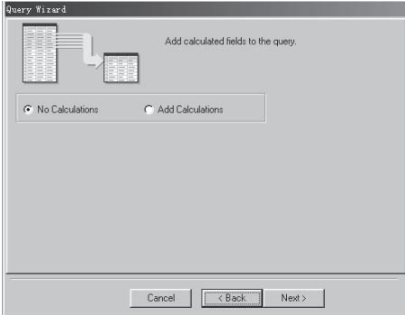 Query Wizard
Add calculated fields to the query.
No Calculations Add Calculations
Cancel < Back Next >